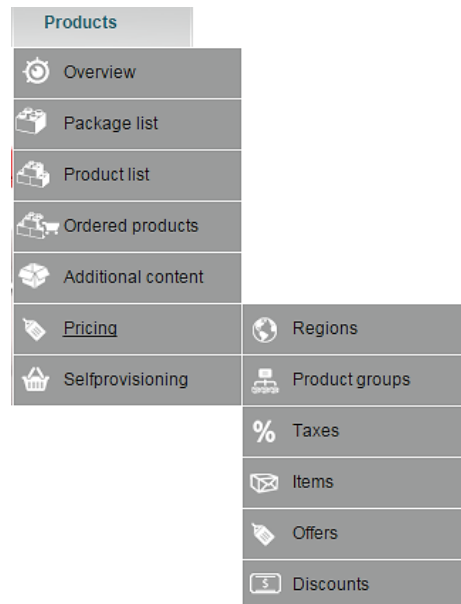 Products
Overview
Package list
Product list
Ordered products
Additional content
Pricing
Selfprovisioning
Regions
Product groups
% Taxes
Items
Offers
Discounts